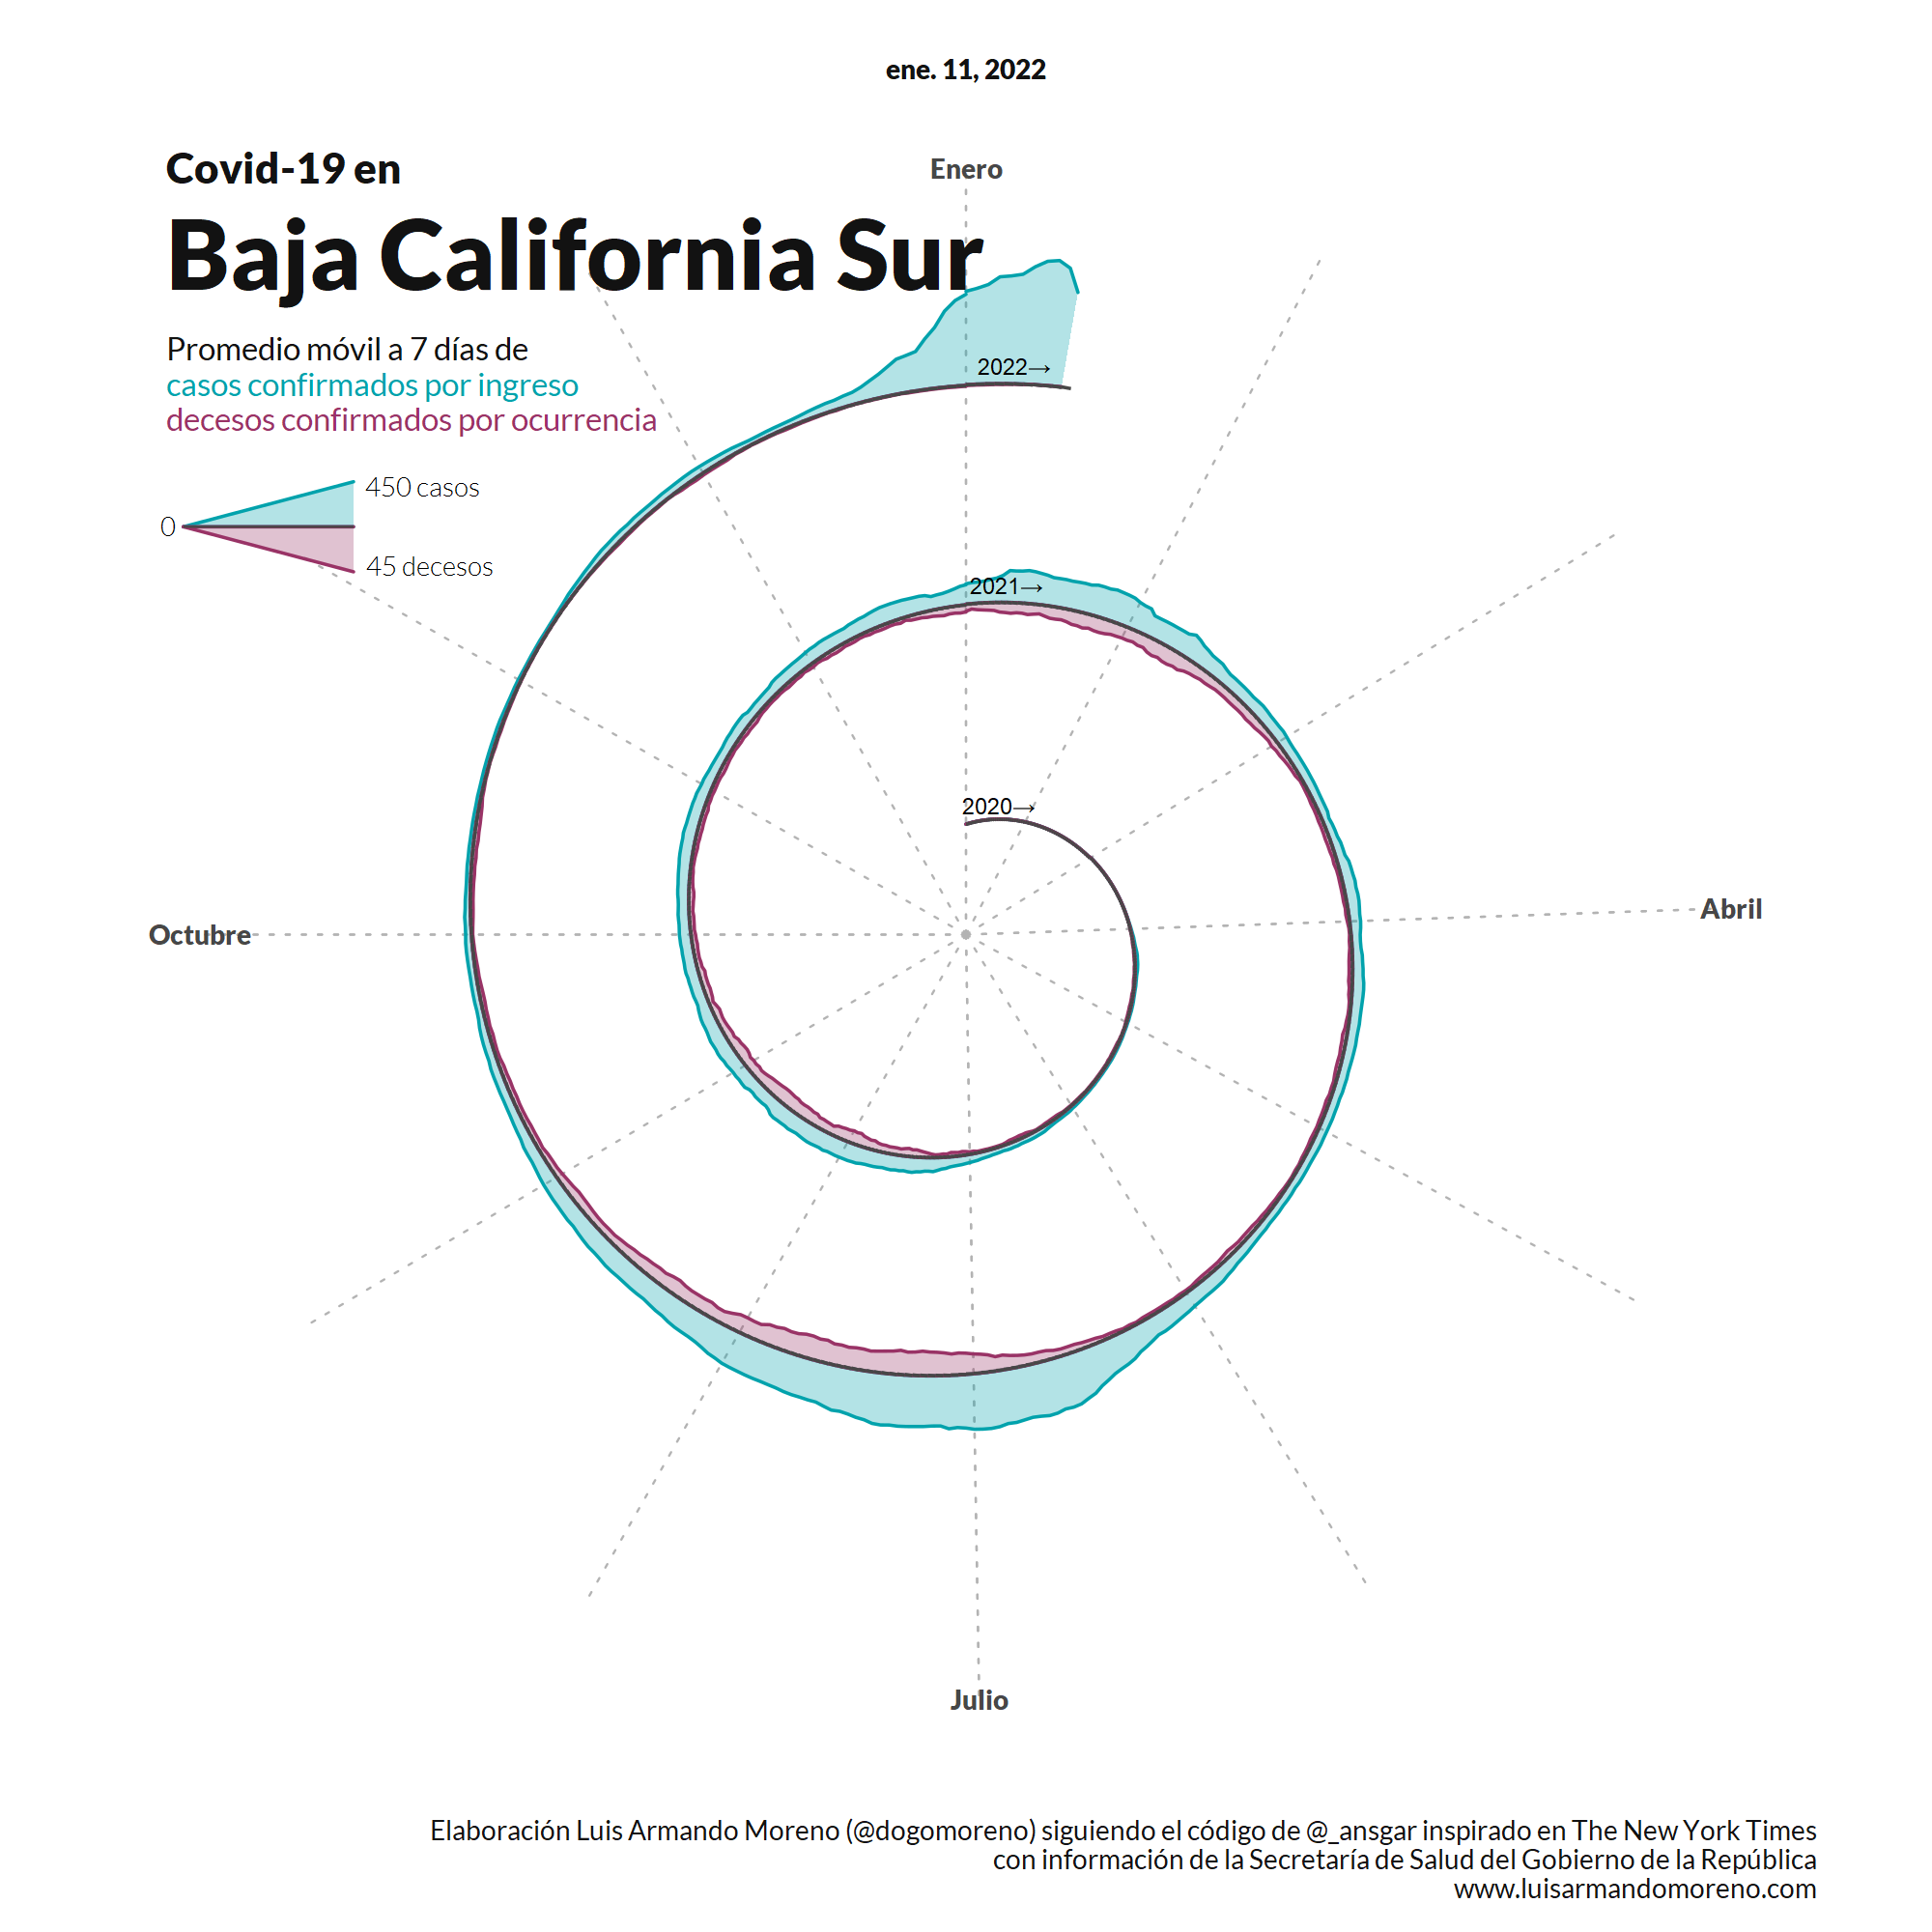 ene. 11, 2022
Covid-19 en
Baja California Sur
Promedio móvil a 7 días de
casos confirmados por ingreso
decesos confirmados por ocurrencia
450 casos
0
45 decesos
Enero
2022→
2021→
2020→
Abril
Octubre
Julio
Elaboración Luis Armando Moreno (@dogomoreno) siguiendo el código de @_ansgar inspirado en The New York Times
con información de la Secretaría de Salud del Gobierno de la República
www.luisarmandomoreno.com